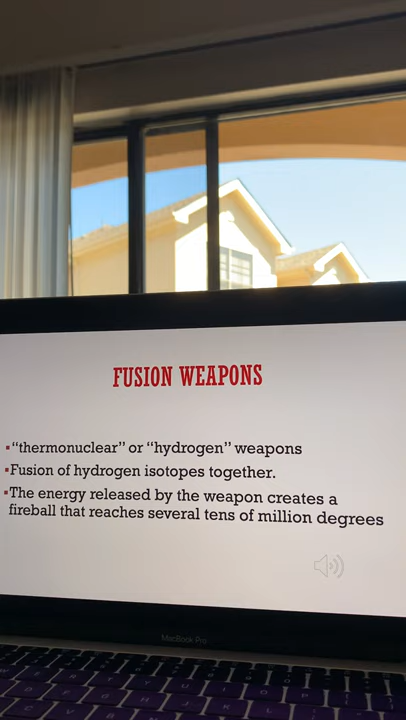 FUSION WEAPONS
▪"thermonuclear" or "hydrogen" weapons
▪Fusion of hydrogen isotopes together.
▪The energy released by the weapon creates a
fireball that reaches several tens of million degrees
MacBook Pro